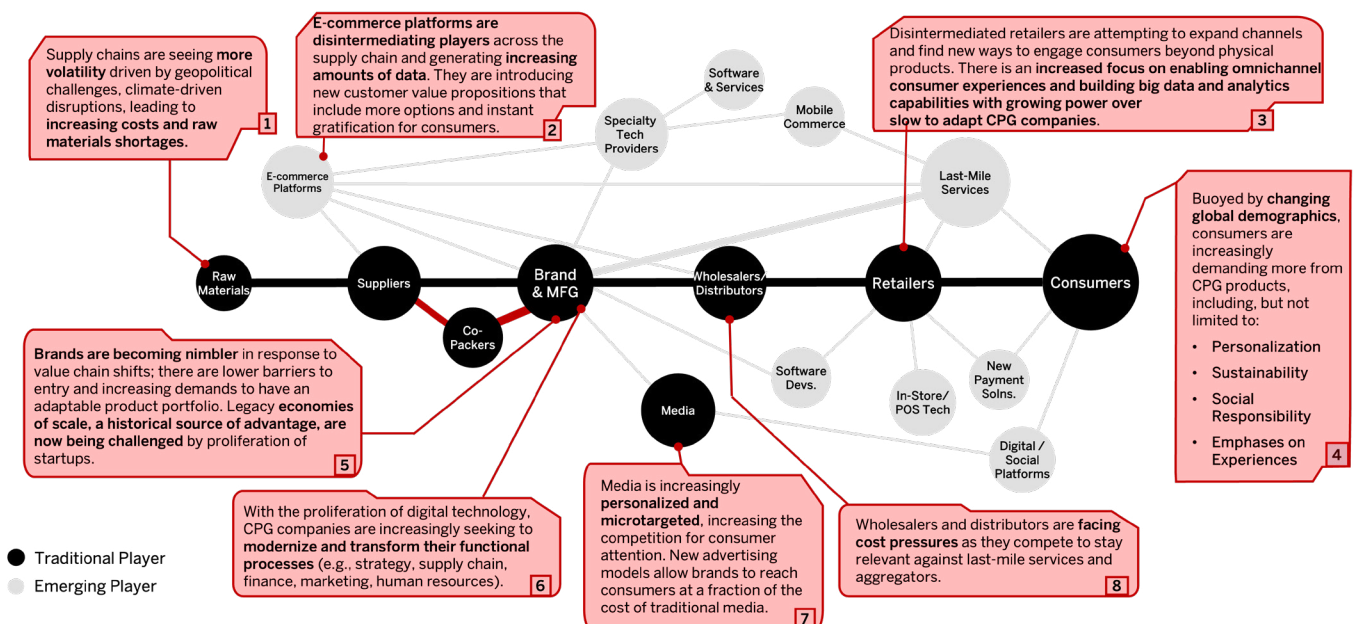 Supply chains are seeing more
volatility driven by geopolitical
challenges, climate-driven
disruptions, leading to
increasing costs and raw
materials shortages.
1
E-commerce platforms are
disintermediating players across the
supply chain and generating increasing
amounts of data. They are introducing
new customer value propositions that
include more options and instant
gratification for consumers.
2
Disintermediated retailers are attempting to expand channels
and find new ways to engage consumers beyond physical
products. There is an increased focus on enabling omnichannel
consumer experiences and building big data and analytics
capabilities with growing power over
slow to adapt CPG companies.
3
Software
& Services
Specialty
Tech
Providers
Mobile
Commerce
E-commerce
Platforms
Last-Mile
Services
Buoyed by changing
global demographics,
consumers are
increasingly
demanding more from
CPG products,
including, but not
limited to:
• Personalization
• Sustainability
• Social
Responsibility
• Emphases on
Experiences
4
Raw
Materials
Suppliers
Brand
& MFG
Wholesalers/
Distributors
Retailers
Consumers
Co-
Packers
Software
Devs.
In-Store/
POS Tech
New
Payment
Solns.
Media
Digital /
Social
Platforms
Brands are becoming nimbler in response to
value chain shifts; there are lower barriers to
entry and increasing demands to have an
adaptable product portfolio. Legacy economies
of scale, a historical source of advantage, are
now being challenged by proliferation of
startups.
5
With the proliferation of digital technology,
CPG companies are increasingly seeking to
modernize and transform their functional
processes (e.g., strategy, supply chain,
finance, marketing, human resources).
6
Media is increasingly
personalized and
microtargeted, increasing the
competition for consumer
attention. New advertising
models allow brands to reach
consumers at a fraction of the
cost of traditional media.
7
Wholesalers and distributors are facing
cost pressures as they compete to stay
relevant against last-mile services and
aggregators.
8
Traditional Player
Emerging Player